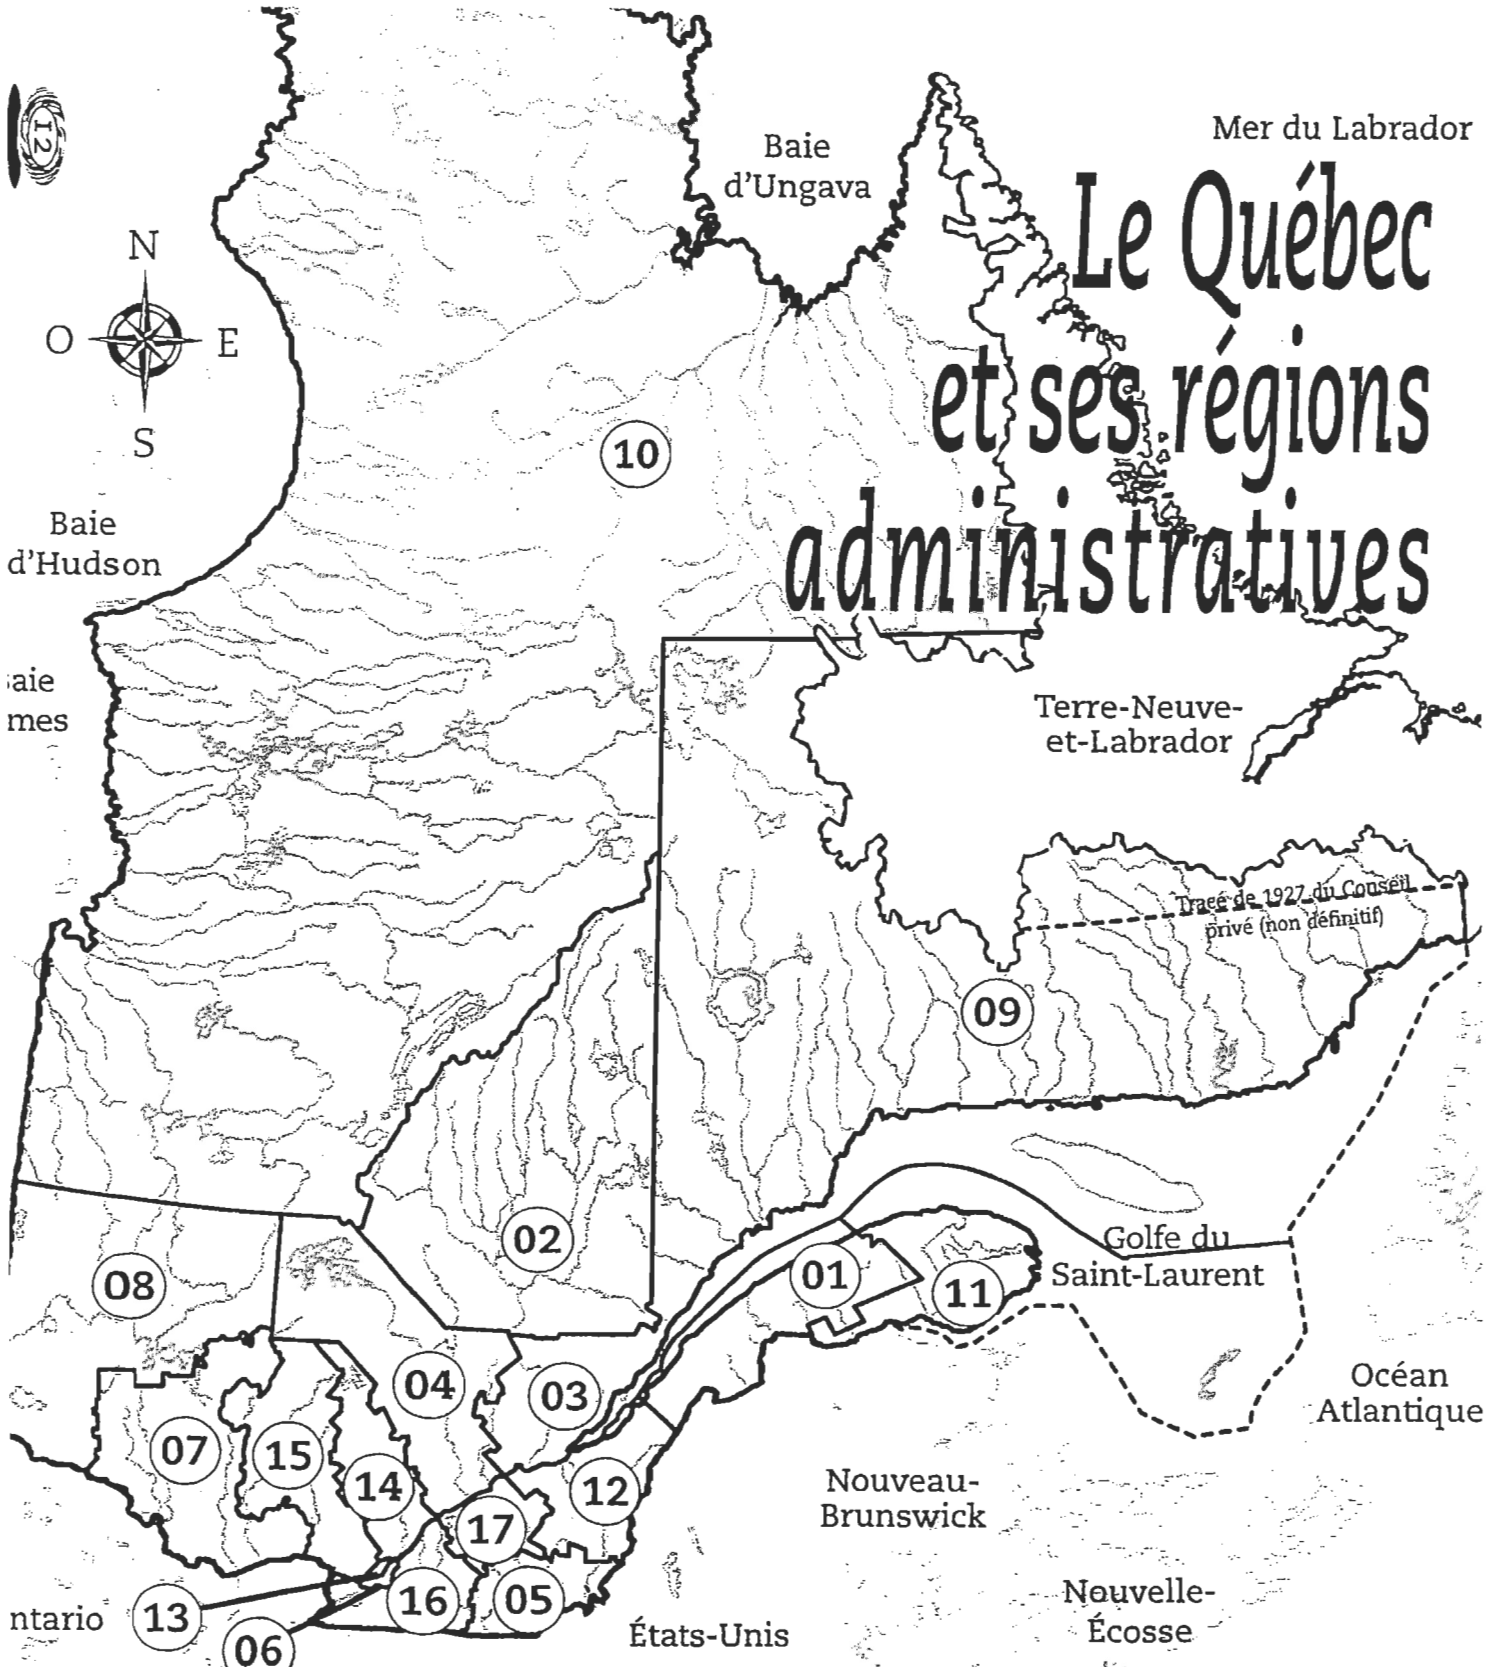 12
Mer du Labrador
Baie
d'Ungava
Le Québec
et ses régions
administratives
N
O
E
S
10
Baie
d'Hudson
aie
mes
Terre-Neuve-
et-Labrador
Tracé de 1927 du Conseil
privé (non définitif)
09
02
08
01
11
Golfe du
Saint-Laurent
04
03
07
15
14
12
17
Océan
Atlantique
Nouveau-
Brunswick
13
16
05
06
ntario
États-Unis
Nouvelle-
Écosse